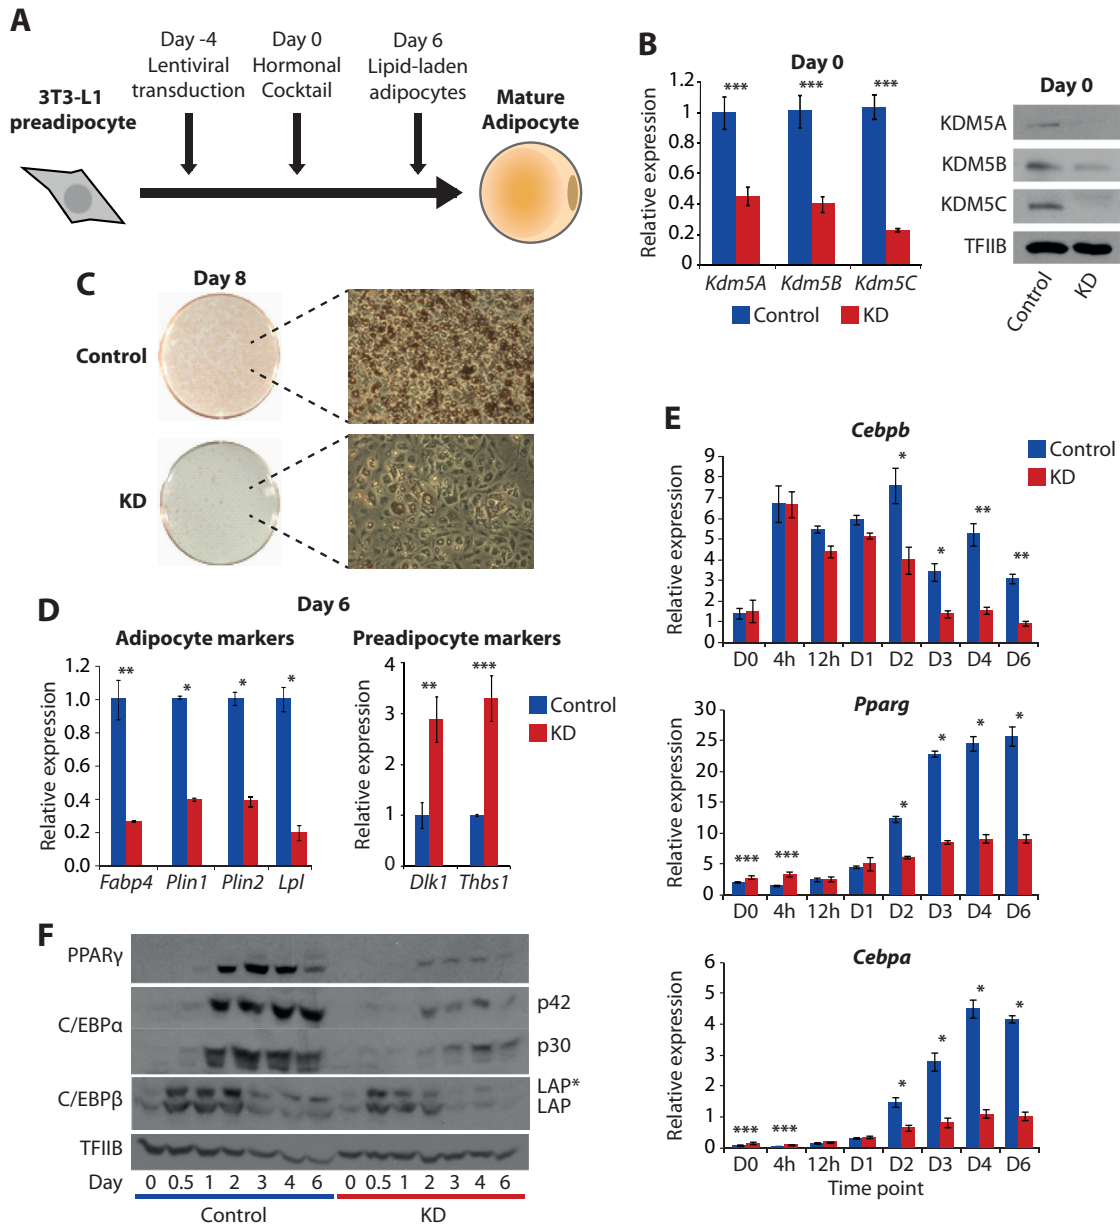 A
Day -4
Lentiviral
transduction
Day 0
Hormonal
Cocktail
Day 6
Lipid-laden
adipocytes
3T3-L1
preadipocyte
Mature
Adipocyte
B
Day 0
Relative expression
1.2
1
0.8
0.6
0.4
0.2
0
*** *** ***
Kdm5A Kdm5B Kdm5C
Control KD
Day 0
KDM5A
KDM5B
KDM5C
TFIIB
Control KD
C
Day 8
Control
KD
D
Day 6
Adipocyte markers
Relative expression
1.2
1.0
0.8
0.6
0.4
0.2
0.0
** * * *
Fabp4 Plin1 Plin2 Lpl
Preadipocyte markers
Relative expression
4
3
2
1
0
** ***
Dlk1 Thbs1
Control
KD
E
Cebpb
Control
KD
Relative expression
9
8
7
6
5
4
3
2
1
0
* * ** **
D0 4h 12h D1 D2 D3 D4 D6
Pparg
Relative expression
30
25
20
15
10
5
0
*** *** * * * *
D0 4h 12h D1 D2 D3 D4 D6
Cebpa
Relative expression
6
5
4
3
2
1
0
*** *** * * * *
D0 4h 12h D1 D2 D3 D4 D6
Time point
F
PPARγ
C/EBPα
p42
p30
C/EBPβ
LAP*
LAP
TFIIB
Day 0 0.5 1 2 3 4 6 0 0.5 1 2 3 4 6
Control KD